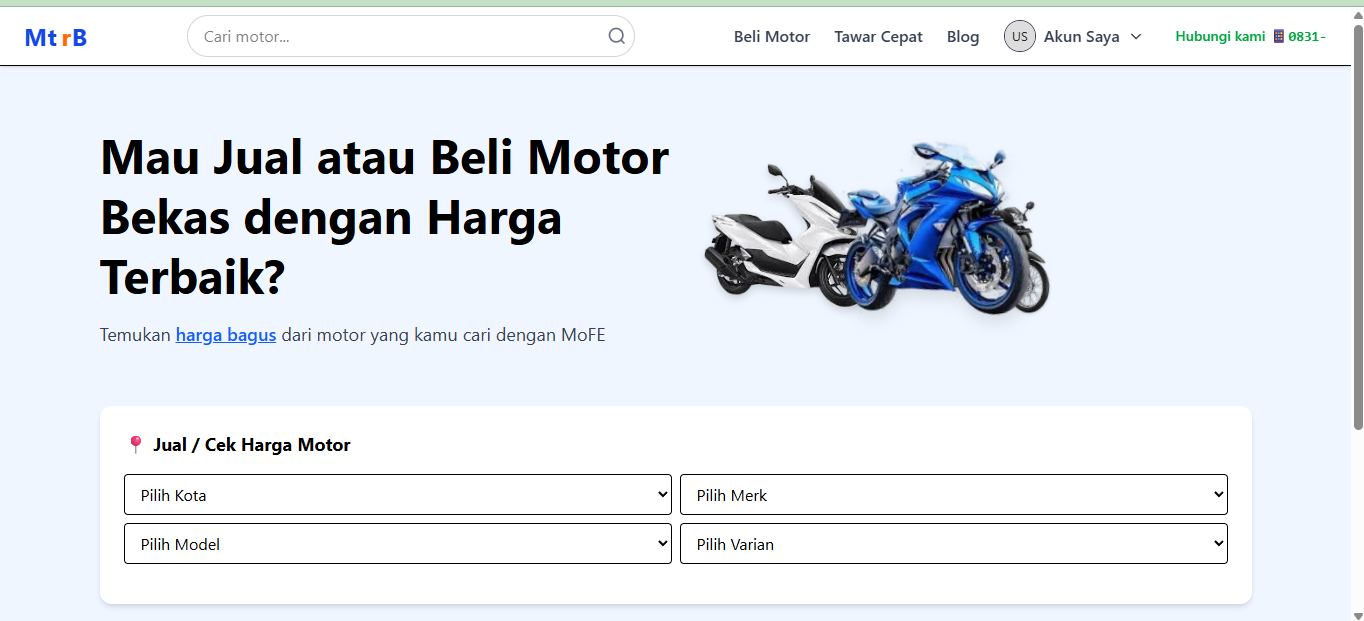 Mt rB
Cari motor...
Beli Motor
Tawar Cepat
Blog
US
Akun Saya
Hubungi kami 0831-
Mau Jual atau Beli Motor
Bekas dengan Harga
Terbaik?
Temukan harga bagus dari motor yang kamu cari dengan MoFE
Jual / Cek Harga Motor
Pilih Kota
Pilih Merk
Pilih Model
Pilih Varian